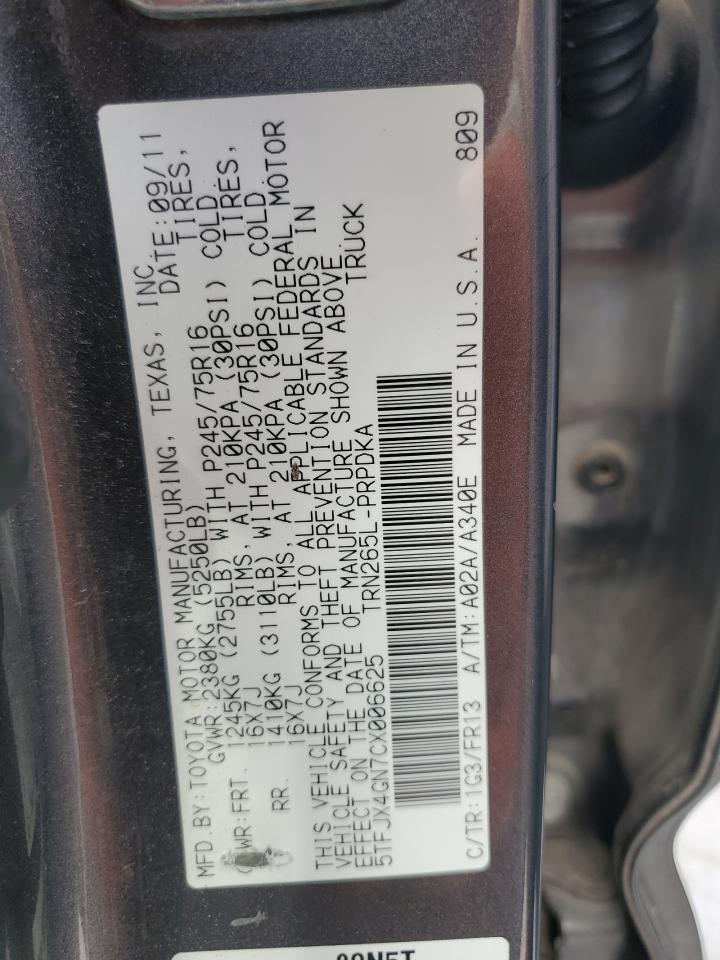 MFD. BY:TOYOTA MOTOR MANUFACTURING, TEXAS, INC.
GVWR:2380KG (5250LB) DATE:09/11
WR:FRT. 1245KG (2755LB) WITH P245/75R16 TIRES,
16X7J RIMS, AT 210KPA (30PSI) COLD
RR. 1410KG (3110LB) WITH P245/75R16 TIRES,
16X7J RIMS, AT 210KPA (30PSI) COLD
THIS VEHICLE CONFORMS TO ALL APPLICABLE FEDERAL MOTOR
VEHICLE SAFETY AND THEFT PREVENTION STANDARDS IN
EFFECT ON THE DATE OF MANUFACTURE SHOWN ABOVE.
5TFJX4GN7CX006625 TRN265L-PRPDKA TRUCK
C/TR:1G3/FR13 A/TM:A02A/A340E MADE IN U.S.A. 809